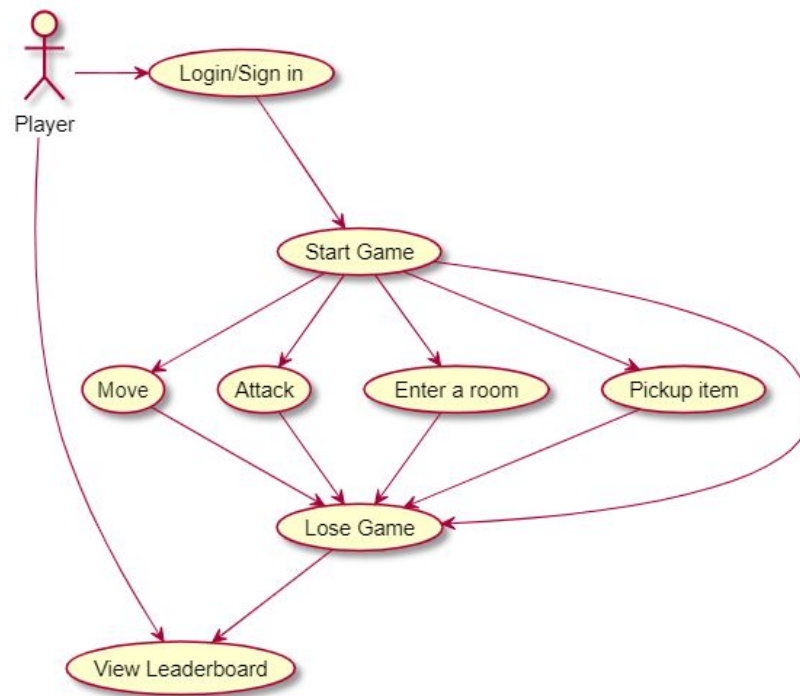 Login/Sign in
Player
Start Game
Move
Attack
Enter a room
Pickup item
Lose Game
View Leaderboard